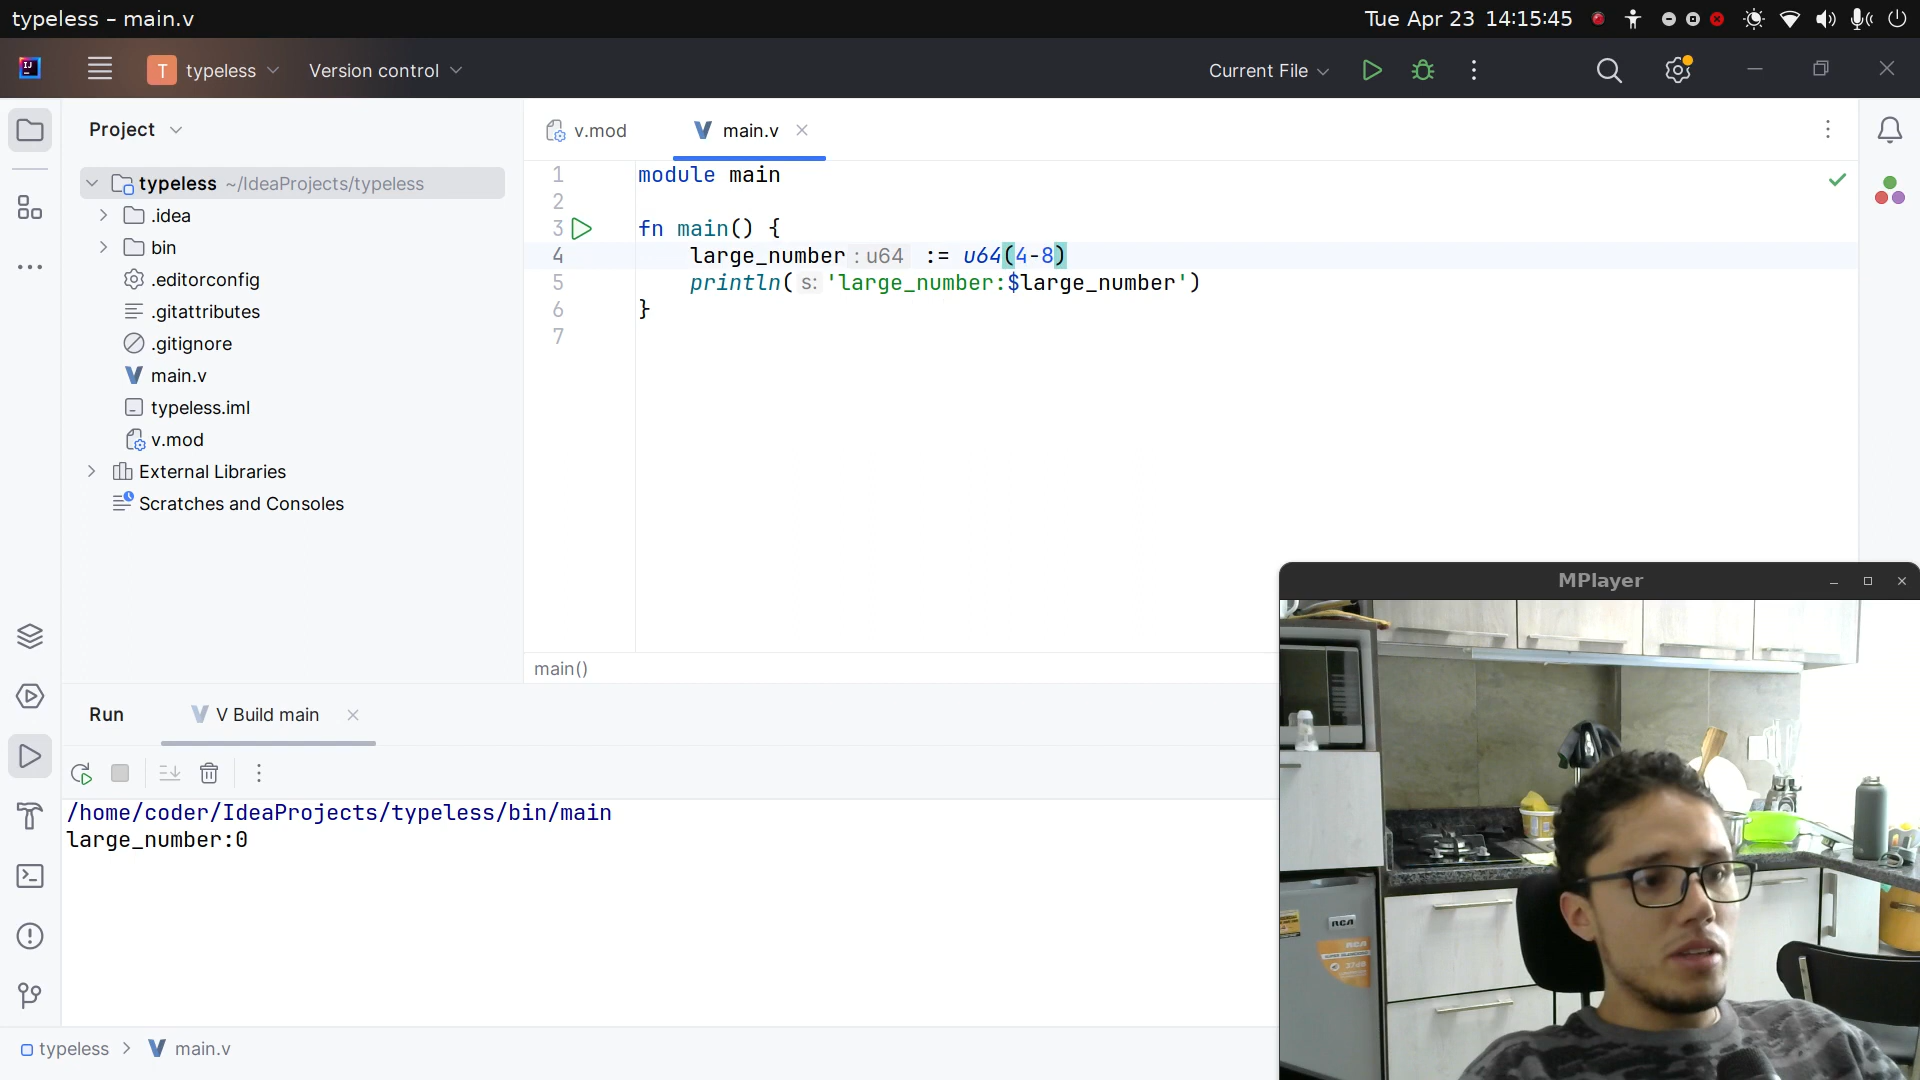 typeless – main.v
Tue Apr 23 14:15:45
IJ
T typeless
Version control
Current File
Project
v.mod
main.v
typeless ~/IdeaProjects/typeless
.idea
bin
.editorconfig
.gitattributes
.gitignore
main.v
typeless.iml
v.mod
External Libraries
Scratches and Consoles
1 module main
2
3 fn main() {
4 large_number : u64 := u64(4-8)
5 println( s: 'large_number:$large_number')
6 }
7
main()
MPlayer
Run
V Build main
/home/coder/IdeaProjects/typeless/bin/main
large_number:0
RCA
RCA
typeless
main.v